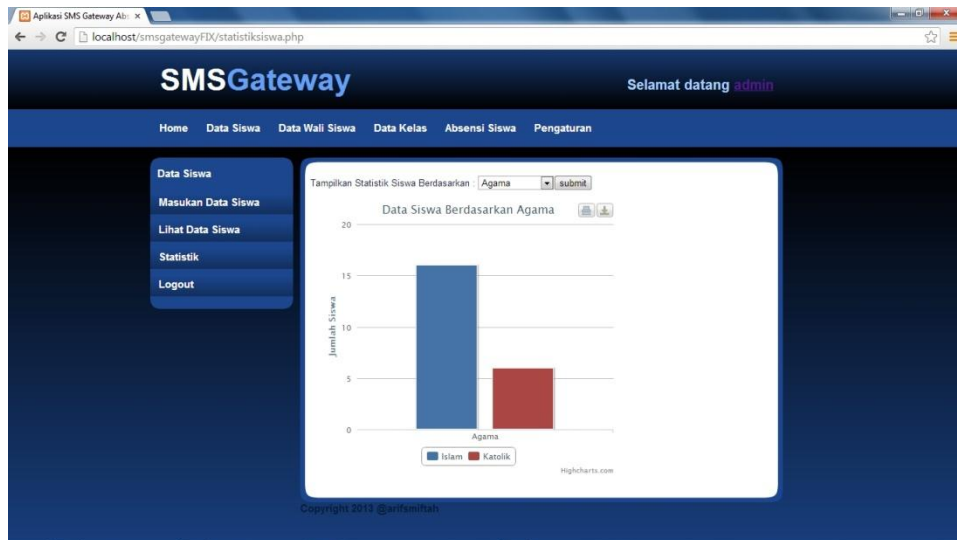 Aplikasi SMS Gateway Abs
localhost/smsgatewayFIX/statistiksiswa.php
SMSGateway
Selamat datang admin
Home Data Siswa Data Wali Siswa Data Kelas Absensi Siswa Pengaturan
Data Siswa
Masukan Data Siswa
Lihat Data Siswa
Statistik
Logout
Tampilkan Statistik Siswa Berdasarkan : Agama submit
Data Siswa Berdasarkan Agama
Jumlah Siswa
20
15
10
5
0
Agama
Islam Katolik
Highcharts.com
Copyright 2013 @arifsmiftah